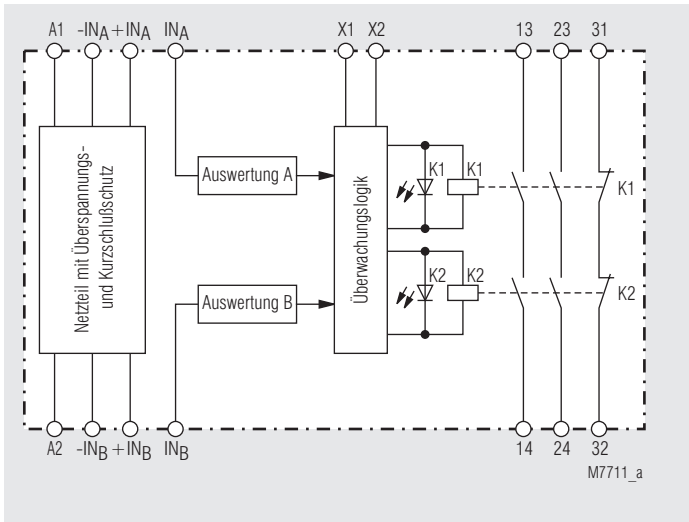 A1 -INA +INA INA X1 X2 13 23 31
Netzteil mit Überspannungs-
und Kurzschlußschutz
Auswertung A
Auswertung B
Überwachungslogik
K1 K1 K1
K2 K2 K2
A2 -INB +INB INB 14 24 32
M7711_a